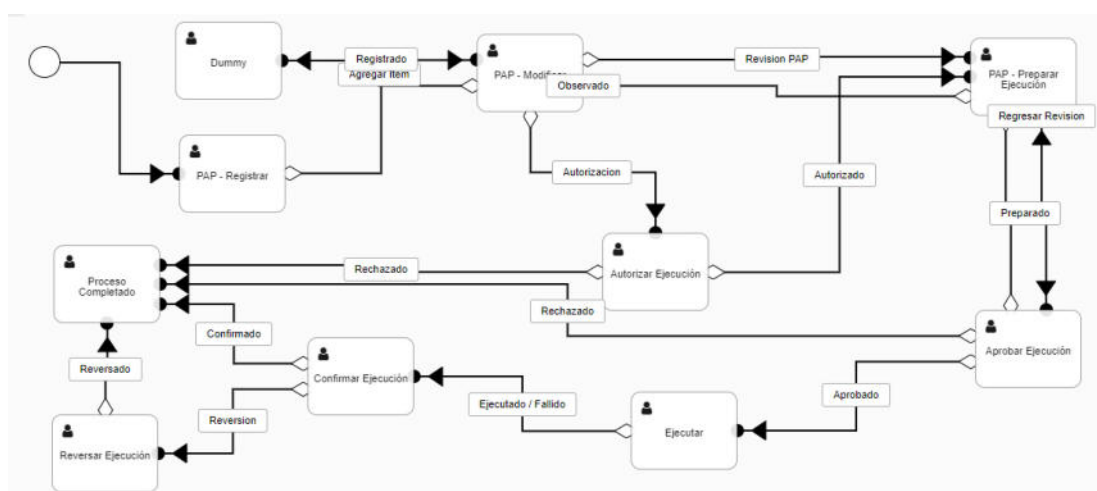 Dummy
Registrado
Agregar Item
PAP - Modificar
Revision PAP
Observado
PAP - Preparar
Ejecución
Regresar Revision
PAP - Registrar
Autorizacion
Autorizado
Preparado
Proceso
Completado
Rechazado
Autorizar Ejecución
Rechazado
Confirmado
Confirmar Ejecución
Aprobar Ejecución
Reversado
Reversion
Ejecutado / Fallido
Aprobado
Reversar Ejecución
Ejecutar